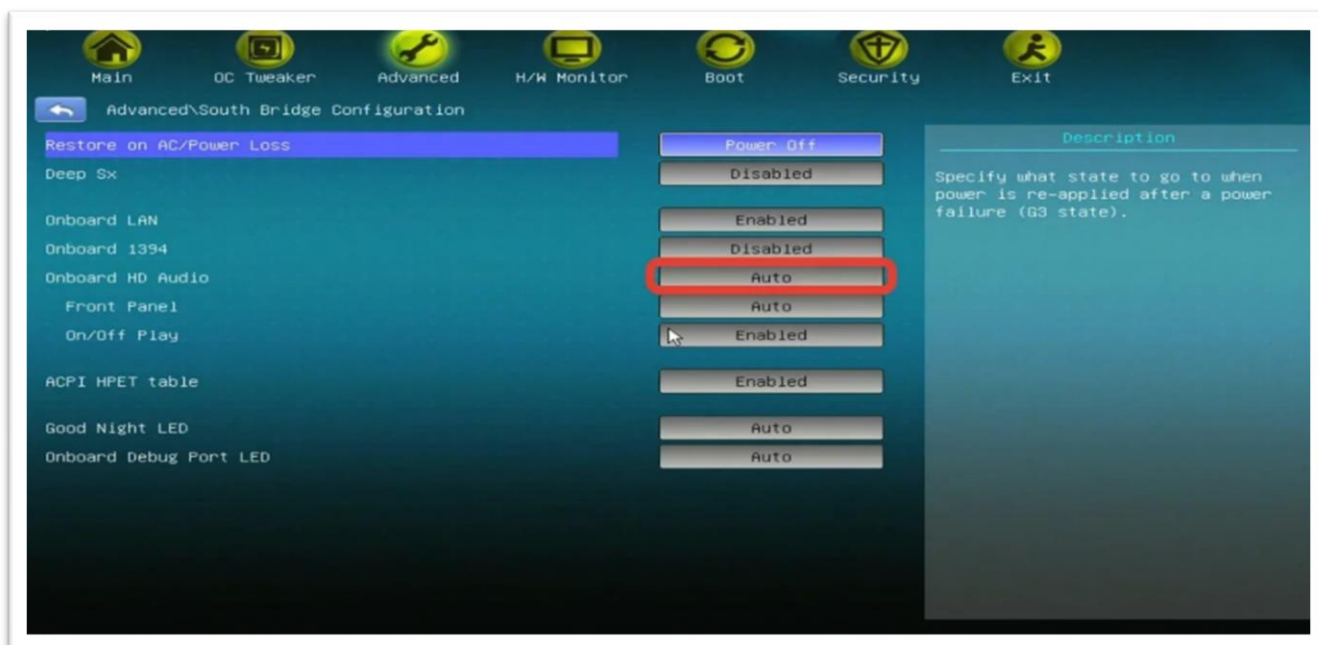 Main OC Tweaker Advanced H/W Monitor Boot Security Exit
Advanced\South Bridge Configuration
Restore on AC/Power Loss Power Off
Deep Sx Disabled
Onboard LAN Enabled
Onboard 1394 Disabled
Onboard HD Audio Auto
Front Panel Auto
On/Off Play Enabled
ACPI HPET table Enabled
Good Night LED Auto
Onboard Debug Port LED Auto
Description
Specify what state to go to when
power is re-applied after a power
failure (G3 state).